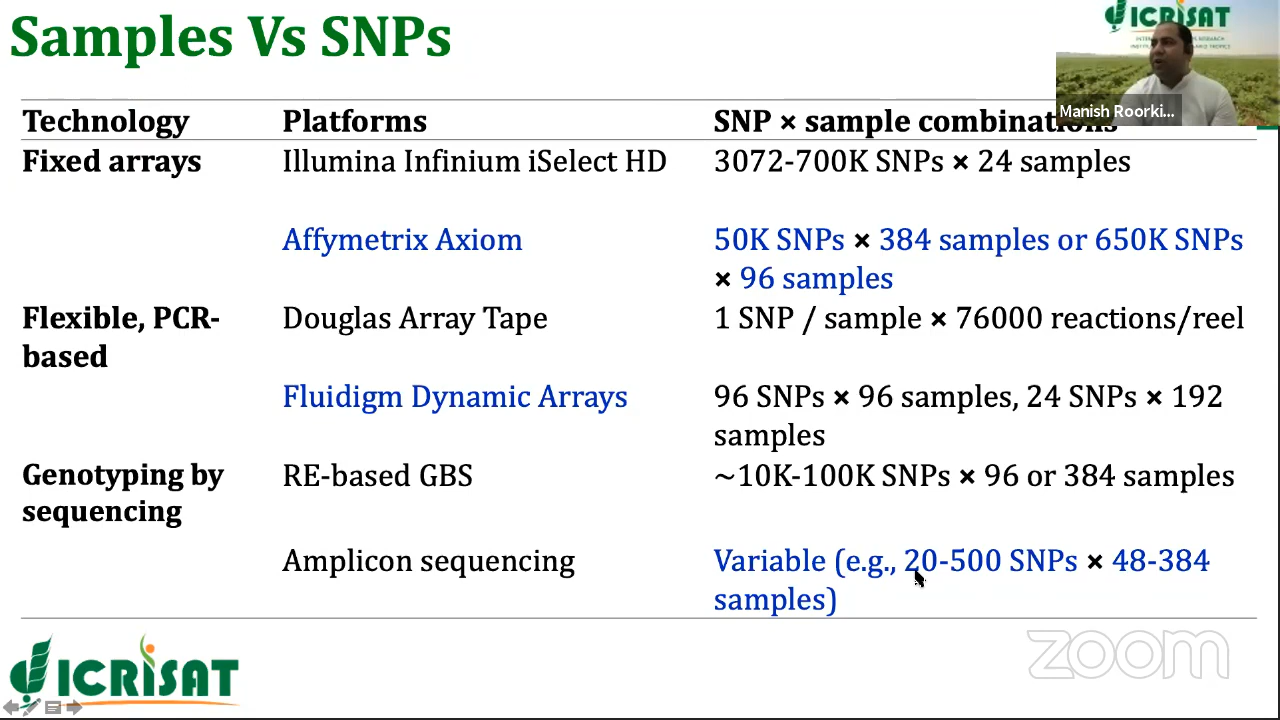 Samples Vs SNPs
ICRISAT
Manish Roorki...
Technology Platforms SNP × sample combinations
Fixed arrays Illumina Infinium iSelect HD 3072-700K SNPs × 24 samples
Affymetrix Axiom 50K SNPs × 384 samples or 650K SNPs
× 96 samples
Flexible, PCR- Douglas Array Tape 1 SNP / sample × 76000 reactions/reel
based
Fluidigm Dynamic Arrays 96 SNPs × 96 samples, 24 SNPs × 192
samples
Genotyping by RE-based GBS ~10K-100K SNPs × 96 or 384 samples
sequencing
Amplicon sequencing Variable (e.g., 20-500 SNPs × 48-384
samples)
ICRISAT
zoom